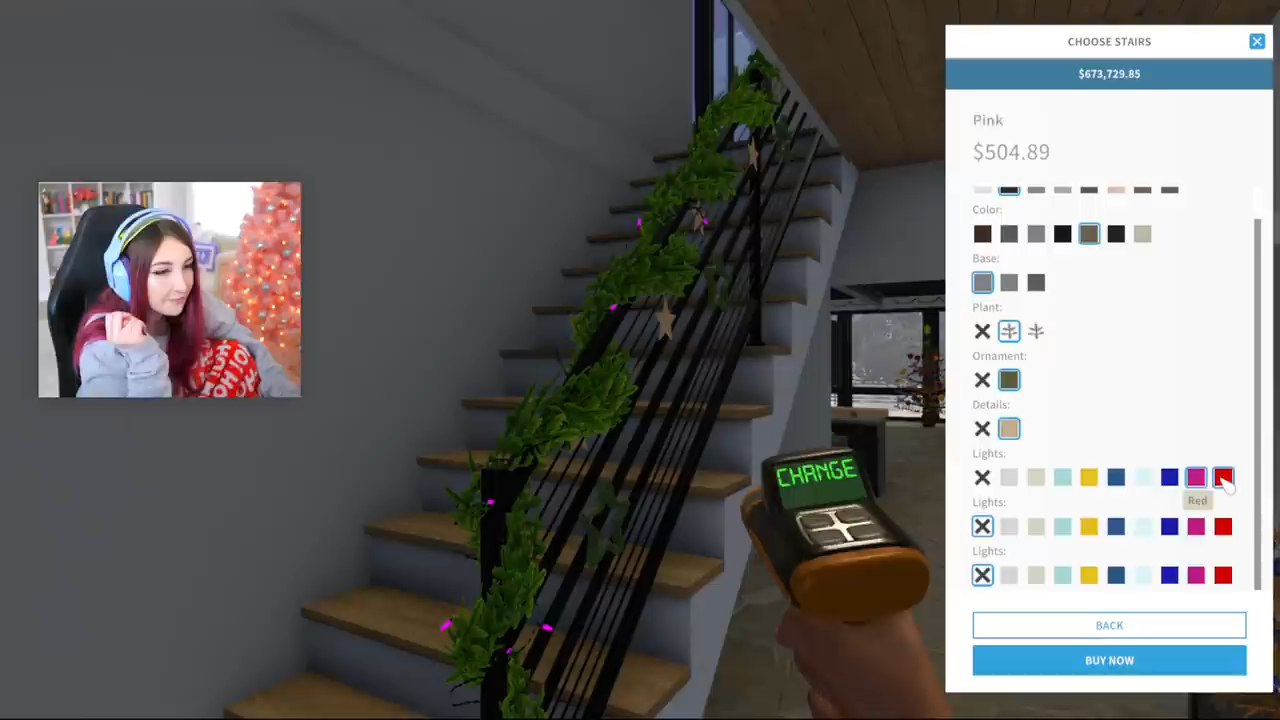 CHOOSE STAIRS
$673,729.85
Pink
$504.89
Color:
Base:
Plant:
Ornament:
Details:
Lights:
Red
Lights:
Lights:
BACK
BUY NOW
CHANGE